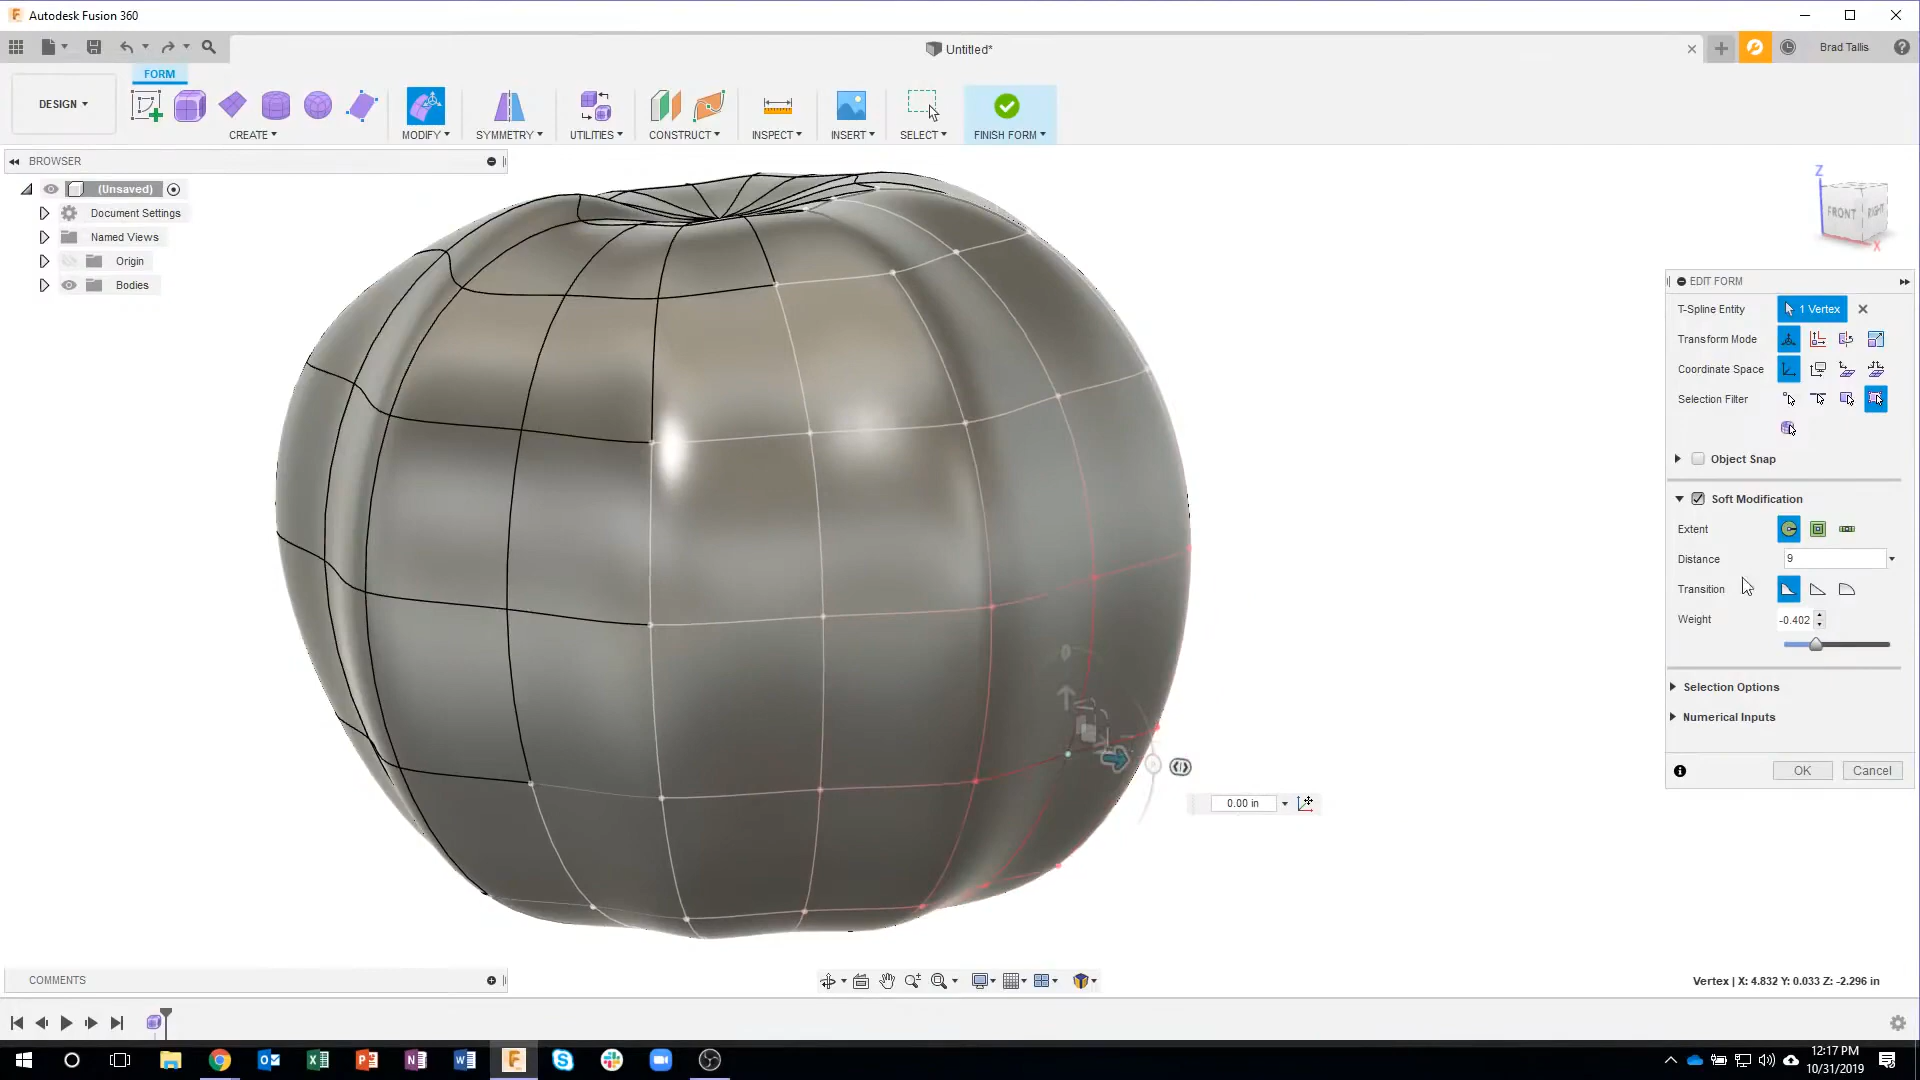 Autodesk Fusion 360
Untitled*
Brad Tallis
FORM
DESIGN
CREATE
MODIFY
SYMMETRY
UTILITIES
CONSTRUCT
INSPECT
INSERT
SELECT
FINISH FORM
BROWSER
(Unsaved)
Document Settings
Named Views
Origin
Bodies
Z
FRONT
RIGHT
X
EDIT FORM
T-Spline Entity
1 Vertex
Transform Mode
Coordinate Space
Selection Filter
Object Snap
Soft Modification
Extent
Distance
9
Transition
Weight
-0.402
Selection Options
Numerical Inputs
OK
Cancel
0.00 in
COMMENTS
Vertex | X: 4.832 Y: 0.033 Z: -2.296 in
12:17 PM
10/31/2019